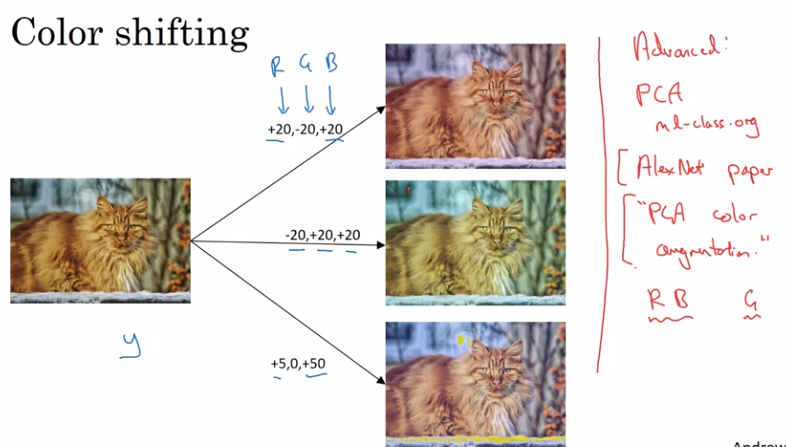 Color shifting
R G B
+20,-20,+20
-20,+20,+20
+5,0,+50
y
Advanced:
PCA
ml-class.org
[AlexNet paper
["PCA color
augmentation."
R B G
Andrew